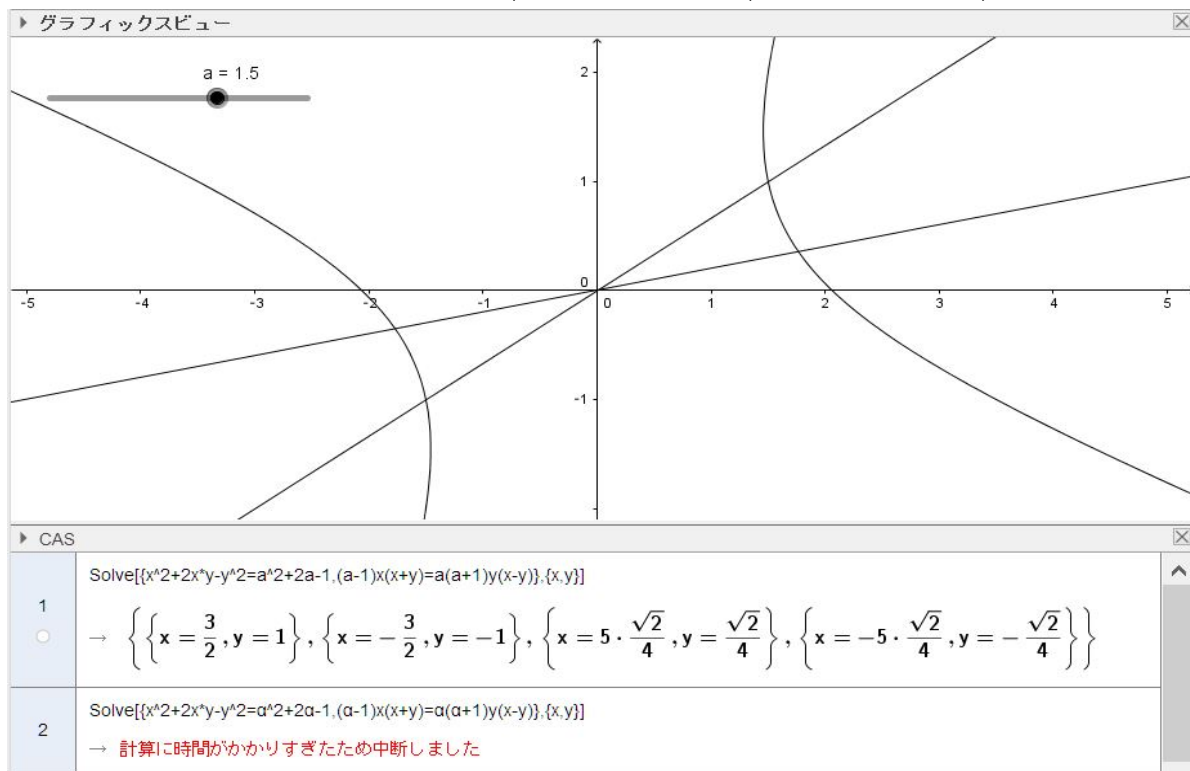 グラフィックスビュー
a = 1.5
2
1
0
-5 -4 -3 -2 -1 0 1 2 3 4 5
-1
CAS
1
Solve[{x^2+2x*y-y^2=a^2+2a-1,(a-1)x(x+y)=a(a+1)y(x-y)},{x,y}]
→ {{x = 3/2, y = 1}, {x = -3/2, y = -1}, {x = 5 · √2/4, y = √2/4}, {x = -5 · √2/4, y = -√2/4}}
2
Solve[{x^2+2x*y-y^2=α^2+2α-1,(α-1)x(x+y)=α(α+1)y(x-y)},{x,y}]
→ 計算に時間がかかりすぎたため中断しました